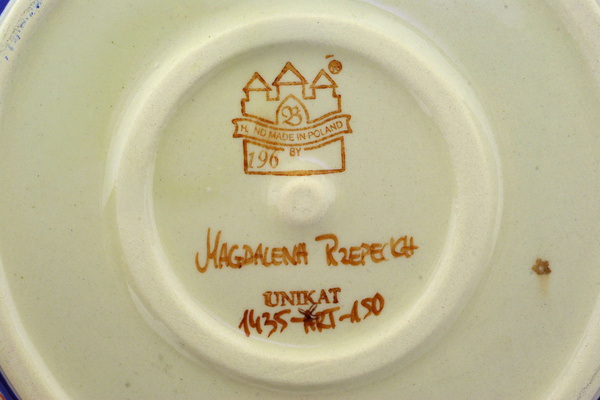 B
HAND MADE IN POLAND
BY
196
MAGDALENA RZEPECKA
UNIKAT
1435-ART-150